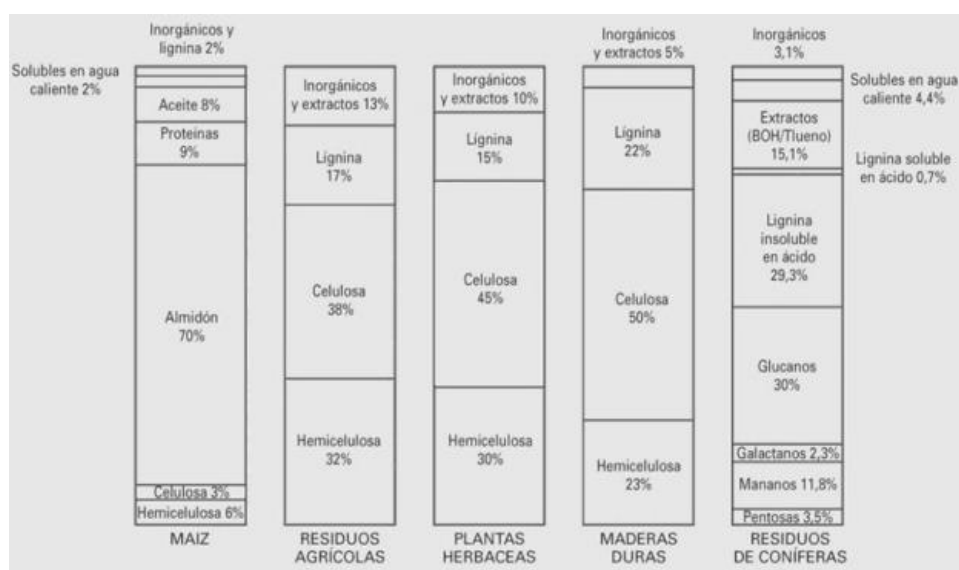 Inorgánicos y
lignina 2%
Solubles en agua
caliente 2%
Aceite 8%
Proteínas
9%
Almidón
70%
Celulosa 3%
Hemicelulosa 6%
MAIZ
Inorgánicos
y extractos 13%
Lígnina
17%
Celulosa
38%
Hemicelulosa
32%
RESIDUOS
AGRÍCOLAS
Inorgánicos
y extractos 10%
Lígnina
15%
Celulosa
45%
Hemicelulosa
30%
PLANTAS
HERBACEAS
Inorgánicos
y extractos 5%
Lígnina
22%
Celulosa
50%
Hemicelulosa
23%
MADERAS
DURAS
Inorgánicos
3,1%
Solubles en agua
caliente 4,4%
Extractos
(BOH/Tlueno)
15,1%
Lignina soluble
en ácido 0,7%
Lignina
insoluble
en ácido
29,3%
Glucanos
30%
Galactanos 2,3%
Mananos 11,8%
Pentosas 3,5%
RESIDUOS
DE CONÍFERAS